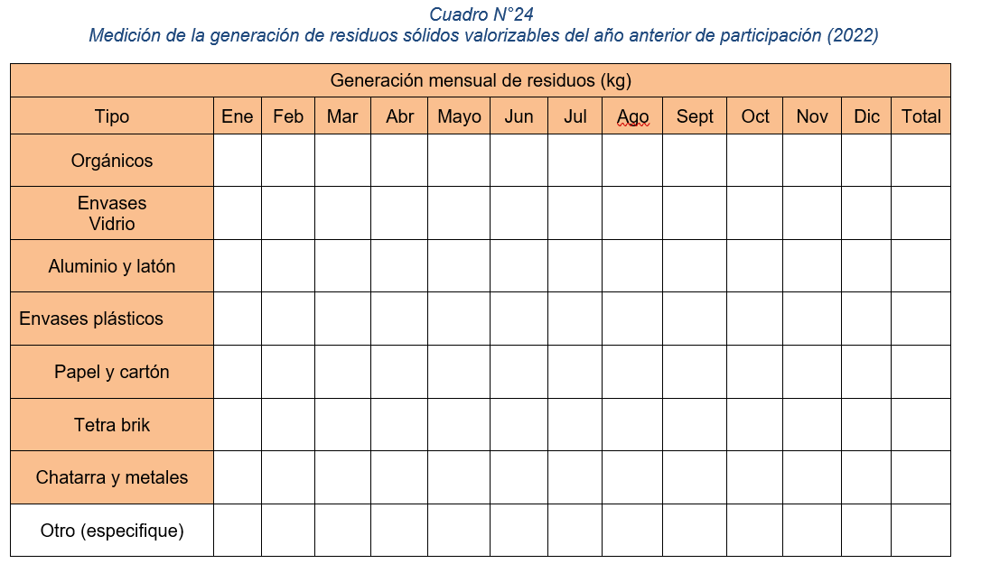 Cuadro N°24
Medición de la generación de residuos sólidos valorizables del año anterior de participación (2022)
Generación mensual de residuos (kg)
Tipo Ene Feb Mar Abr Mayo Jun Jul Ago Sept Oct Nov Dic Total
Orgánicos
Envases
Vidrio
Aluminio y latón
Envases plásticos
Papel y cartón
Tetra brik
Chatarra y metales
Otro (especifique)